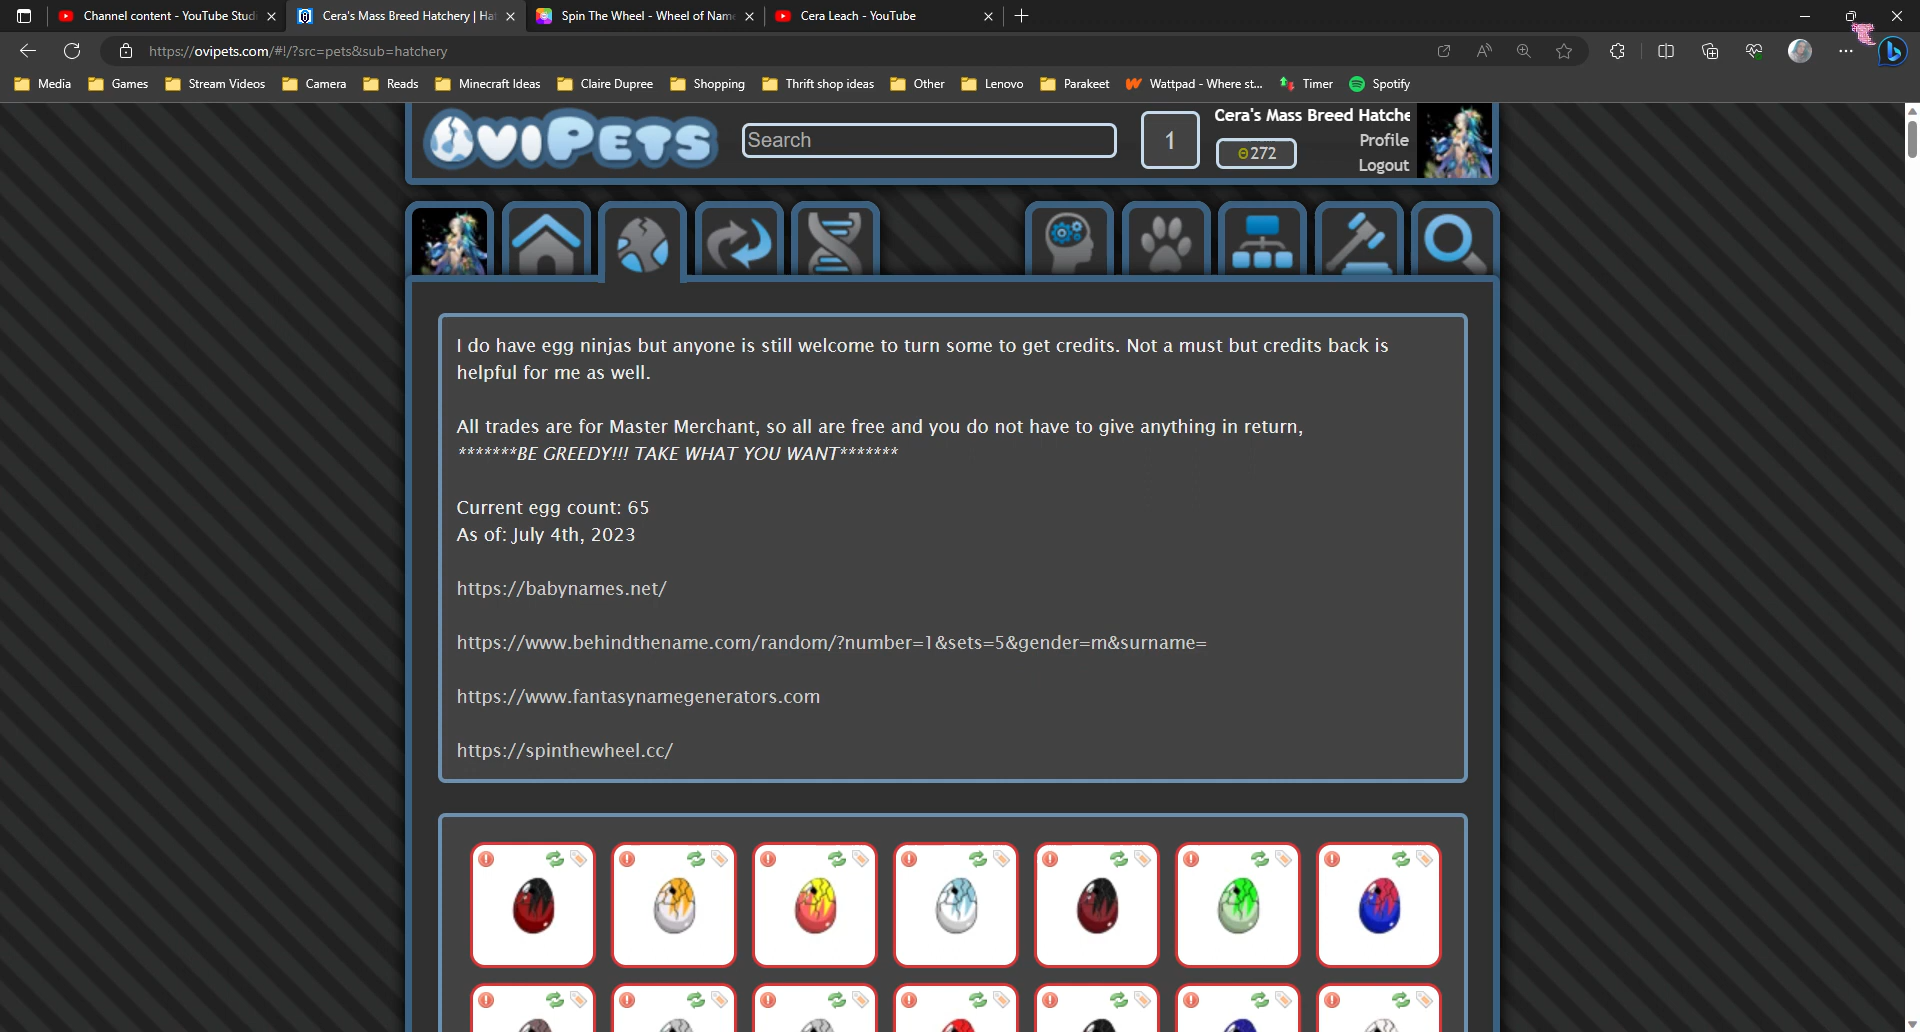 Channel content - YouTube Studi
Cera's Mass Breed Hatchery | Hat
Spin The Wheel - Wheel of Name
Cera Leach - YouTube
https://ovipets.com/#!/?src=pets&sub=hatchery
Media
Games
Stream Videos
Camera
Reads
Minecraft Ideas
Claire Dupree
Shopping
Thrift shop ideas
Other
Lenovo
Parakeet
Wattpad - Where st...
Timer
Spotify
OviPets
Search
1
Cera's Mass Breed Hatche
272
Profile
Logout
I do have egg ninjas but anyone is still welcome to turn some to get credits. Not a must but credits back is
helpful for me as well.
All trades are for Master Merchant, so all are free and you do not have to give anything in return,
*******BE GREEDY!!! TAKE WHAT YOU WANT*******
Current egg count: 65
As of: July 4th, 2023
https://babynames.net/
https://www.behindthename.com/random/?number=1&sets=5&gender=m&surname=
https://www.fantasynamegenerators.com
https://spinthewheel.cc/